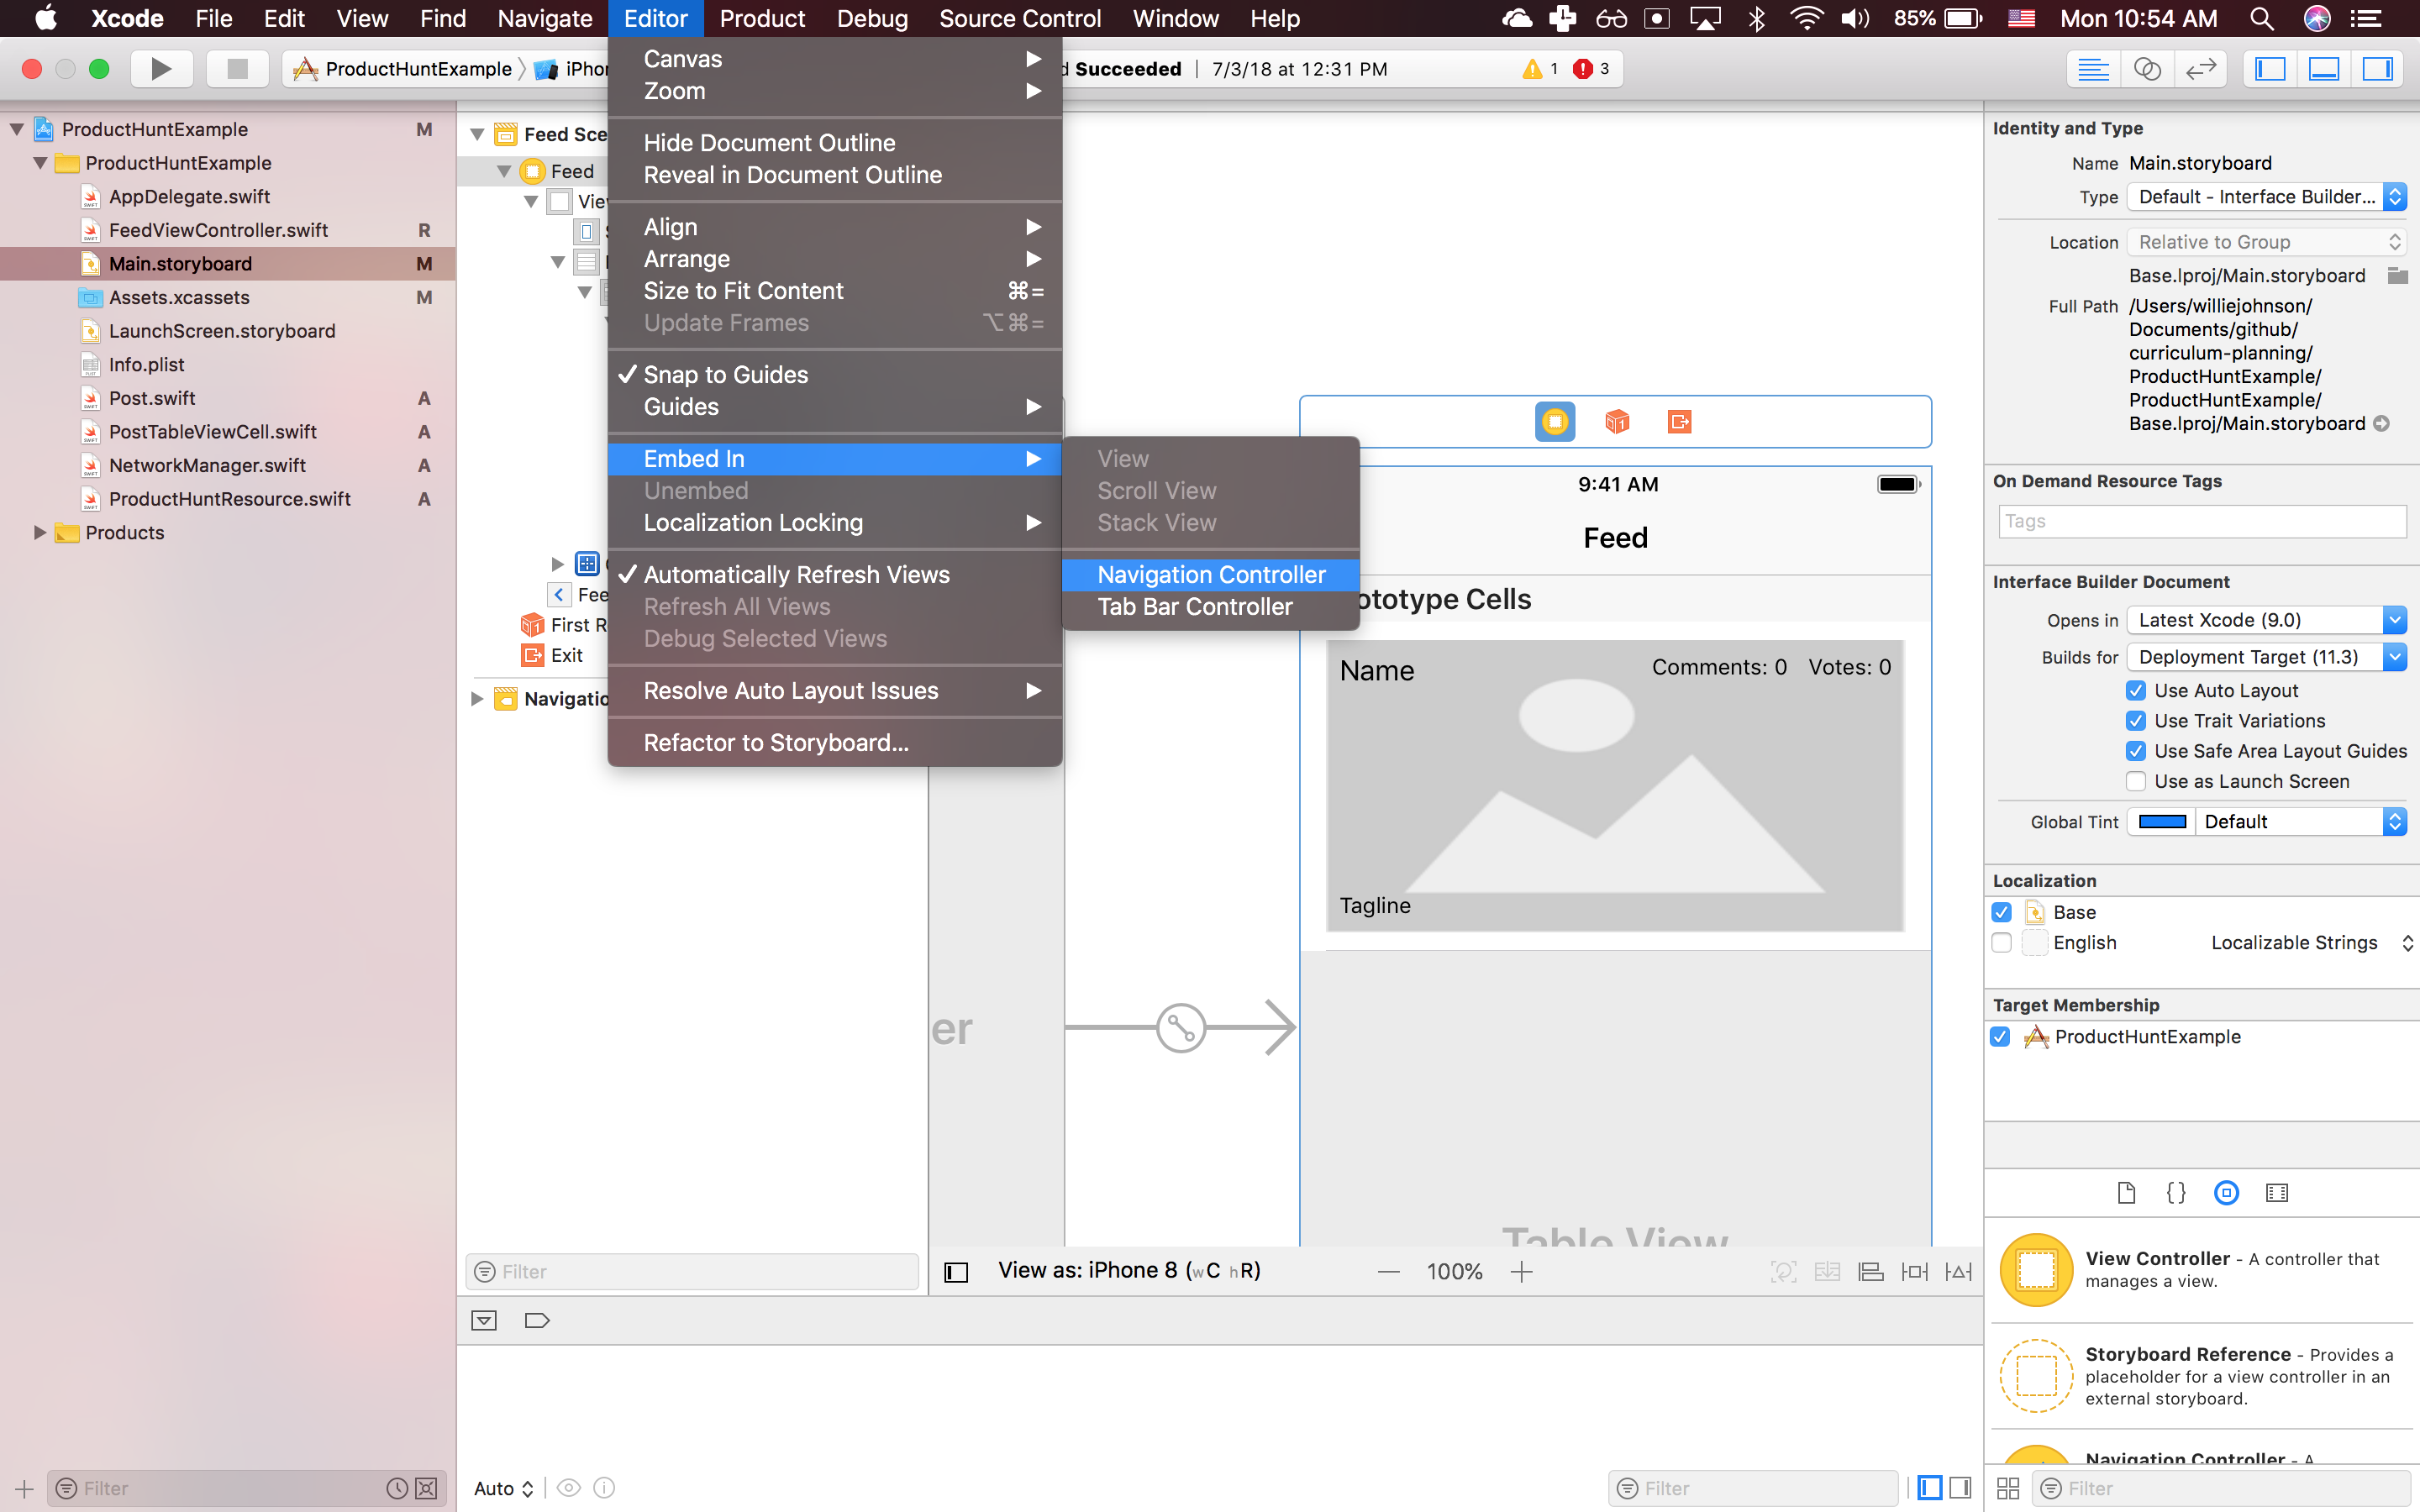 Xcode File Edit View Find Navigate Editor Product Debug Source Control Window Help 85% Mon 10:54 AM
ProductHuntExample Succeeded 7/3/18 at 12:31 PM 1 3
ProductHuntExample M
ProductHuntExample
AppDelegate.swift
FeedViewController.swift R
Main.storyboard M
Assets.xcassets M
LaunchScreen.storyboard
Info.plist
Post.swift A
PostTableViewCell.swift A
NetworkManager.swift A
ProductHuntResource.swift A
Products
Filter
Feed Sce
Feed
Exit
Filter
Canvas
Zoom
Hide Document Outline
Reveal in Document Outline
Align
Arrange
Size to Fit Content ⌘=
Update Frames ⌥⌘=
✓ Snap to Guides
Guides
Embed In
Unembed
Localization Locking
✓ Automatically Refresh Views
Refresh All Views
Debug Selected Views
Resolve Auto Layout Issues
Refactor to Storyboard...
View
Scroll View
Stack View
Navigation Controller
Tab Bar Controller
9:41 AM
Feed
ototype Cells
Name Comments: 0 Votes: 0
Tagline
er
Table View
View as: iPhone 8 (wC hR) 100%
Auto
Filter
Identity and Type
Name Main.storyboard
Type Default - Interface Builder...
Location Relative to Group
Base.lproj/Main.storyboard
Full Path /Users/williejohnson/
Documents/github/
curriculum-planning/
ProductHuntExample/
ProductHuntExample/
Base.lproj/Main.storyboard
On Demand Resource Tags
Tags
Interface Builder Document
Opens in Latest Xcode (9.0)
Builds for Deployment Target (11.3)
Use Auto Layout
Use Trait Variations
Use Safe Area Layout Guides
Use as Launch Screen
Global Tint Default
Localization
Base
English Localizable Strings
Target Membership
ProductHuntExample
{}
View Controller - A controller that
manages a view.
Storyboard Reference - Provides a
placeholder for a view controller in an
external storyboard.
Navigation Controller - A
Filter